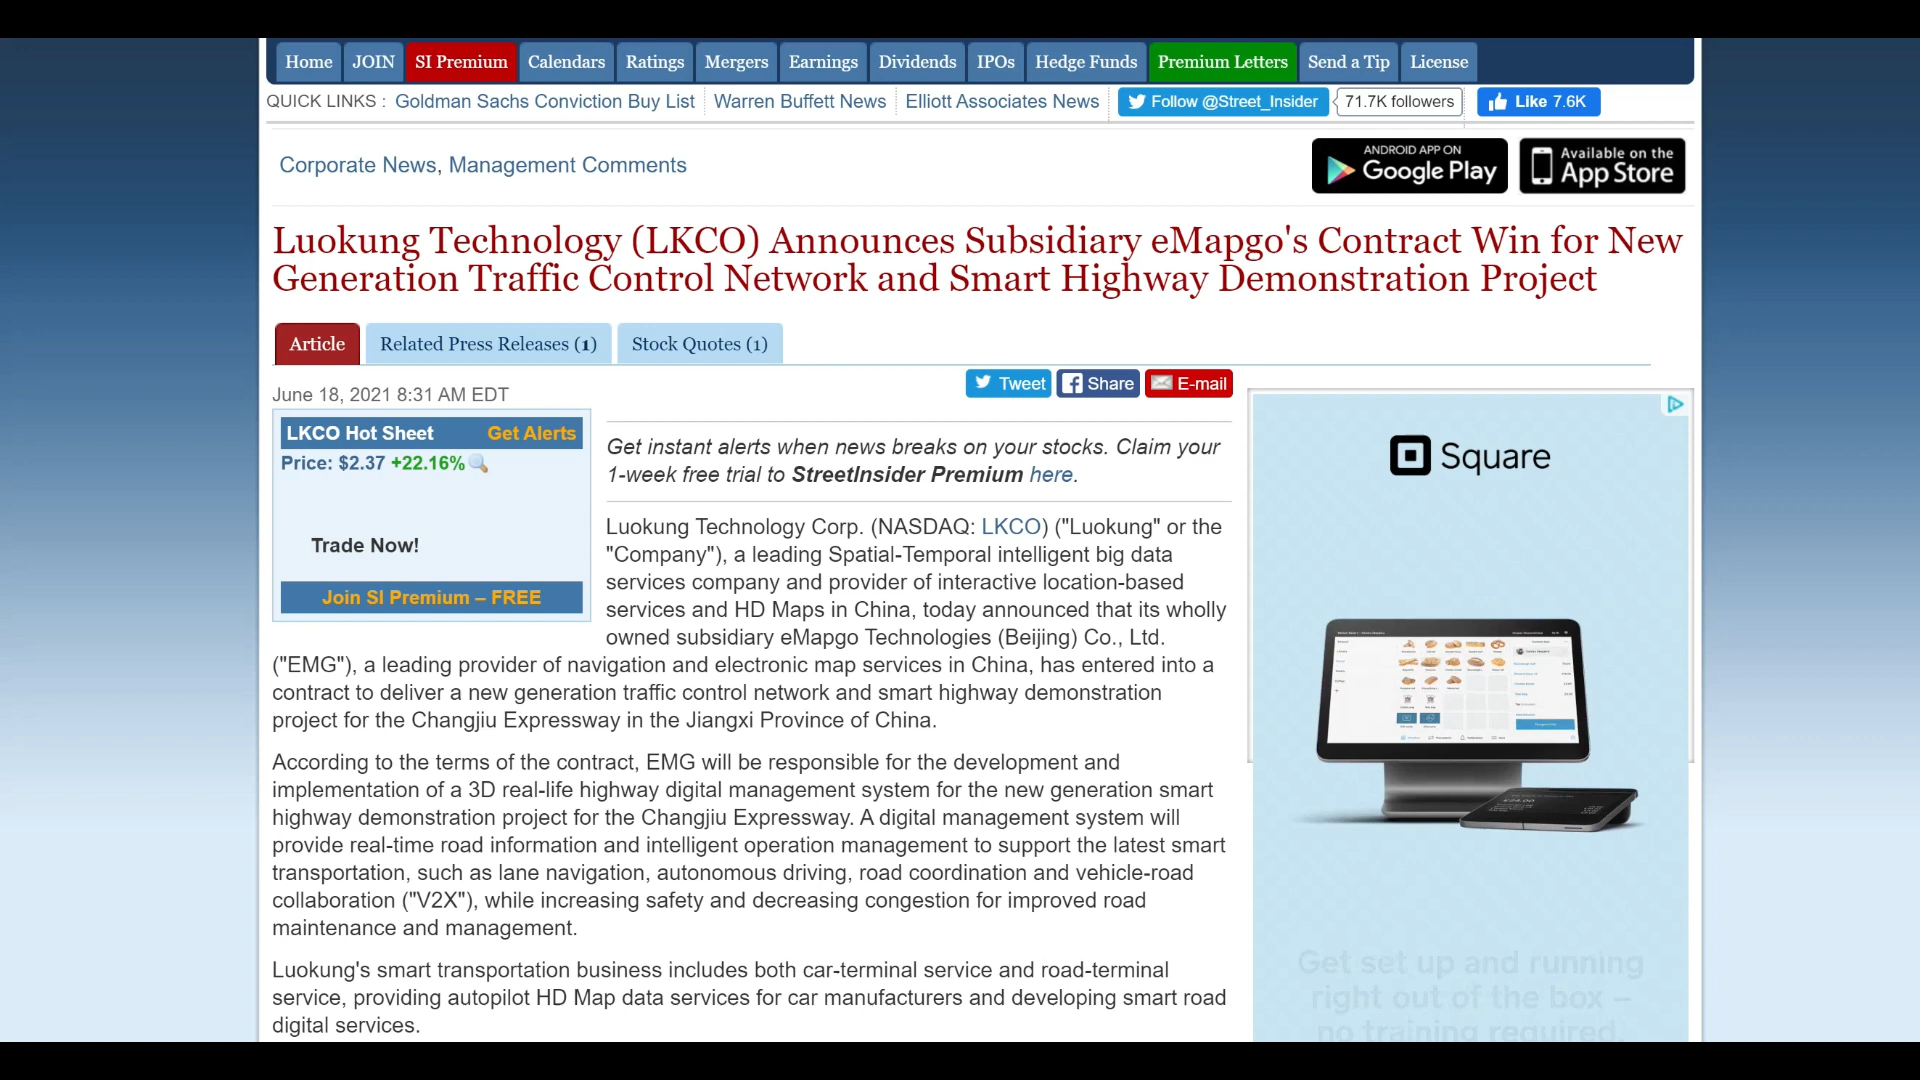 Home JOIN SI Premium Calendars Ratings Mergers Earnings Dividends IPOs Hedge Funds Premium Letters Send a Tip License
QUICK LINKS : Goldman Sachs Conviction Buy List Warren Buffett News Elliott Associates News Follow @Street_Insider 71.7K followers Like 7.6K
Corporate News, Management Comments
ANDROID APP ON
Google Play
Available on the
App Store
Luokung Technology (LKCO) Announces Subsidiary eMapgo's Contract Win for New
Generation Traffic Control Network and Smart Highway Demonstration Project
Article Related Press Releases (1) Stock Quotes (1)
Tweet Share E-mail
June 18, 2021 8:31 AM EDT
LKCO Hot Sheet Get Alerts
Price: $2.37 +22.16%
Trade Now!
Join SI Premium – FREE
Get instant alerts when news breaks on your stocks. Claim your
1-week free trial to StreetInsider Premium here.
Luokung Technology Corp. (NASDAQ: LKCO) ("Luokung" or the
"Company"), a leading Spatial-Temporal intelligent big data
services company and provider of interactive location-based
services and HD Maps in China, today announced that its wholly
owned subsidiary eMapgo Technologies (Beijing) Co., Ltd.
("EMG"), a leading provider of navigation and electronic map services in China, has entered into a
contract to deliver a new generation traffic control network and smart highway demonstration
project for the Changjiu Expressway in the Jiangxi Province of China.
According to the terms of the contract, EMG will be responsible for the development and
implementation of a 3D real-life highway digital management system for the new generation smart
highway demonstration project for the Changjiu Expressway. A digital management system will
provide real-time road information and intelligent operation management to support the latest smart
transportation, such as lane navigation, autonomous driving, road coordination and vehicle-road
collaboration ("V2X"), while increasing safety and decreasing congestion for improved road
maintenance and management.
Luokung's smart transportation business includes both car-terminal service and road-terminal
service, providing autopilot HD Map data services for car manufacturers and developing smart road
digital services.
Square
Get set up and running
right out of the box –
no training required.